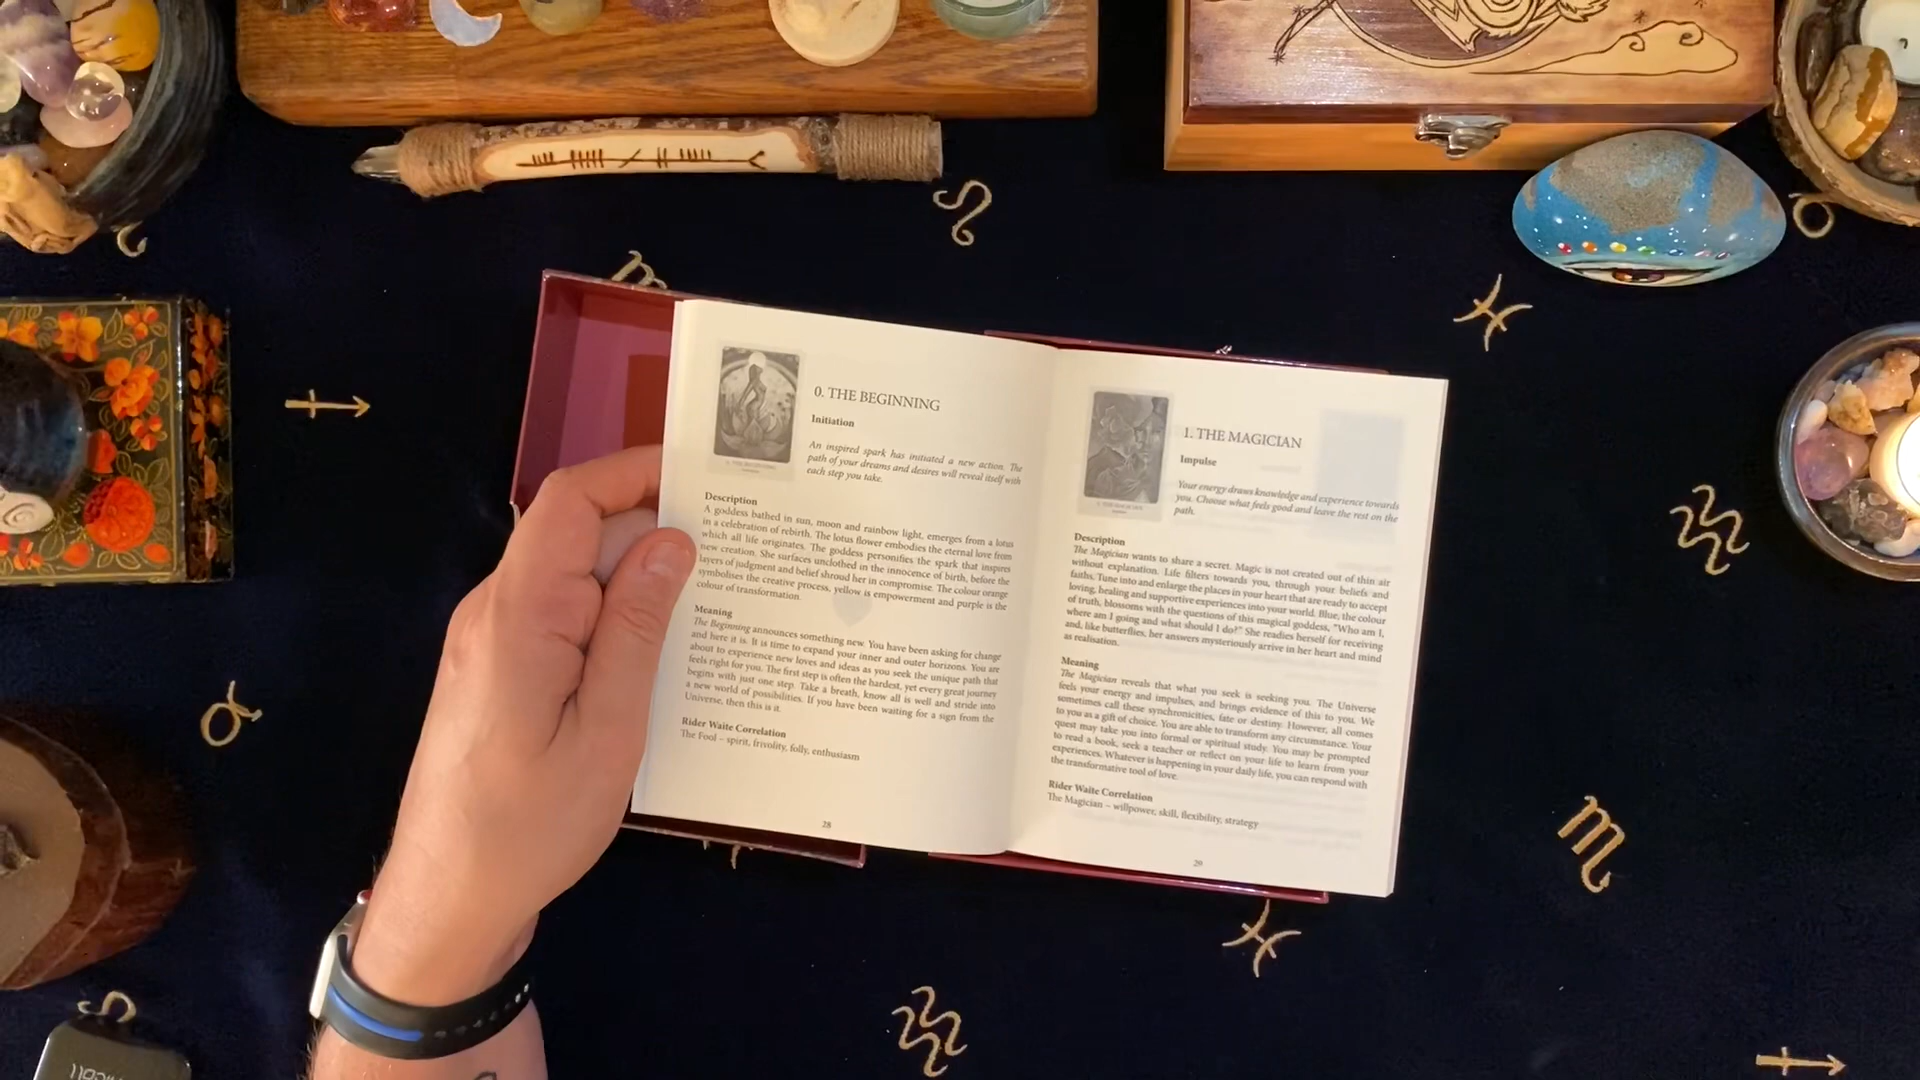 0. THE BEGINNING
Initiation
An inspired spark has initiated a new action. The
path of your dreams and desires will reveal itself with
each step you take.
Description
A goddess bathed in sun, moon and rainbow light, emerges from a lotus
in a celebration of rebirth. The lotus flower embodies the eternal love from
which all life originates. The goddess personifies the spark that inspires
new creation. She surfaces unclothed in the innocence of birth, before the
layers of judgment and belief shroud her in compromise. The colour orange
symbolises the creative process, yellow is empowerment and purple is the
colour of transformation.
Meaning
The Beginning announces something new. You have been asking for change
and here it is. It is time to expand your inner and outer horizons. You are
about to experience new loves and ideas as you seek the unique path that
feels right for you. The first step is often the hardest, yet every great journey
begins with just one step. Take a breath, know all is well and stride into
a new world of possibilities. If you have been waiting for a sign from the
Universe, then this is it.
Rider Waite Correlation
The Fool – spirit, frivolity, folly, enthusiasm
28
1. THE MAGICIAN
Impulse
Your energy draws knowledge and experience towards
you. Choose what feels good and leave the rest on the
path.
Description
The Magician wants to share a secret. Magic is not created out of thin air
without explanation. Life filters towards you, through your beliefs and
faiths. Tune into and enlarge the places in your heart that are ready to accept
loving, healing and supportive experiences into your world. Blue, the colour
of truth, blossoms with the questions of this magical goddess, "Who am I,
where am I going and what should I do?" She readies herself for receiving
and, like butterflies, her answers mysteriously arrive in her heart and mind
as realisation.
Meaning
The Magician reveals that what you seek is seeking you. The Universe
feels your energy and impulses, and brings evidence of this to you. We
sometimes call these synchronicities, fate or destiny. However, all comes
to you as a gift of choice. You are able to transform any circumstance. Your
quest may take you into formal or spiritual study. You may be prompted
to read a book, seek a teacher or reflect on your life to learn from your
experiences. Whatever is happening in your daily life, you can respond with
the transformative tool of love.
Rider Waite Correlation
The Magician – willpower, skill, flexibility, strategy
29